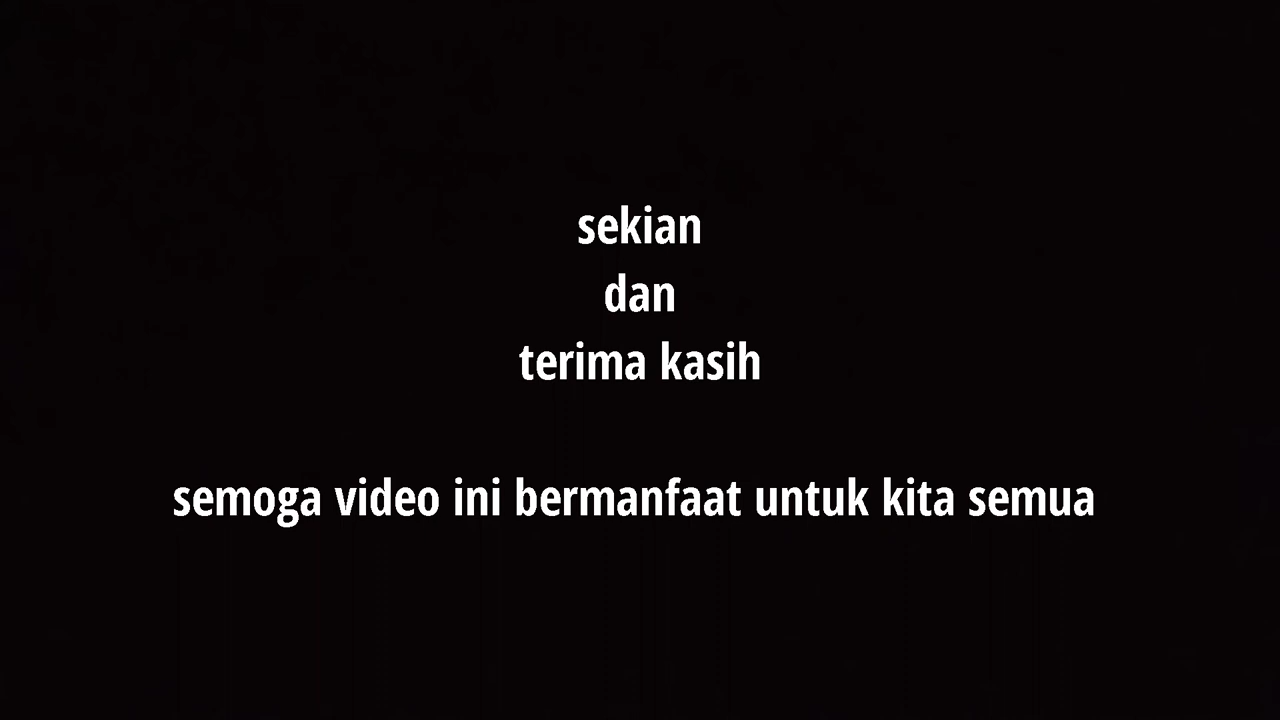 sekian
dan
terima kasih
semoga video ini bermanfaat untuk kita semua